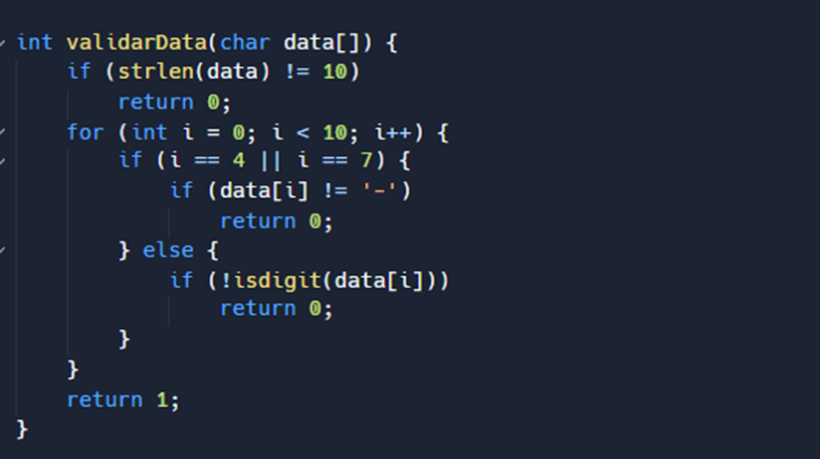 int validarData(char data[]) {
    if (strlen(data) != 10)
        return 0;
    for (int i = 0; i < 10; i++) {
        if (i == 4 || i == 7) {
            if (data[i] != '-')
                return 0;
        } else {
            if (!isdigit(data[i]))
                return 0;
        }
    }
    return 1;
}